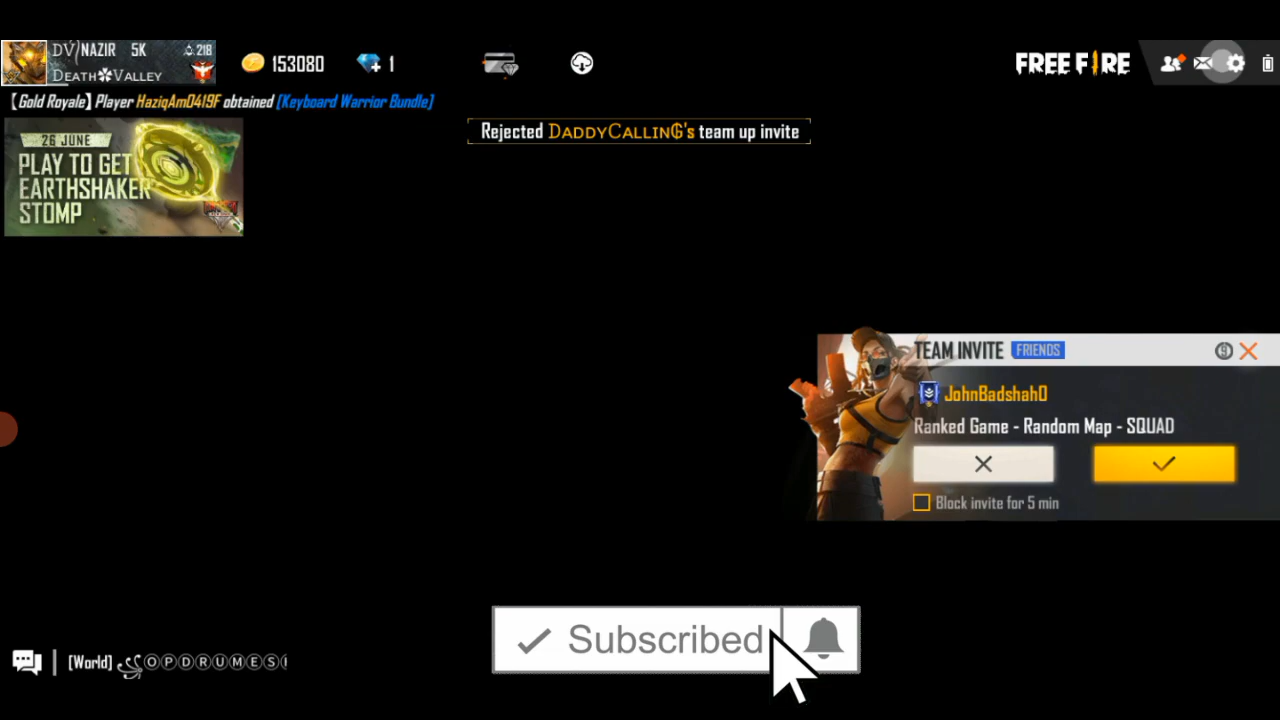 DV/NAZIR 5K
218
DEATH✤VALLEY
153080
1
FREE FIRE
[Gold Royale] Player HaziqAm0419F obtained [Keyboard Warrior Bundle]
Rejected DADDYCALLING's team up invite
26 JUNE
PLAY TO GET
EARTHSHAKER
STOMP
TEAM INVITE FRIENDS
9
JohnBadshah0
Ranked Game - Random Map - SQUAD
Block invite for 5 min
Subscribed
[World] ⓄⓅⒹⓇⓊⓂⒺⓈ